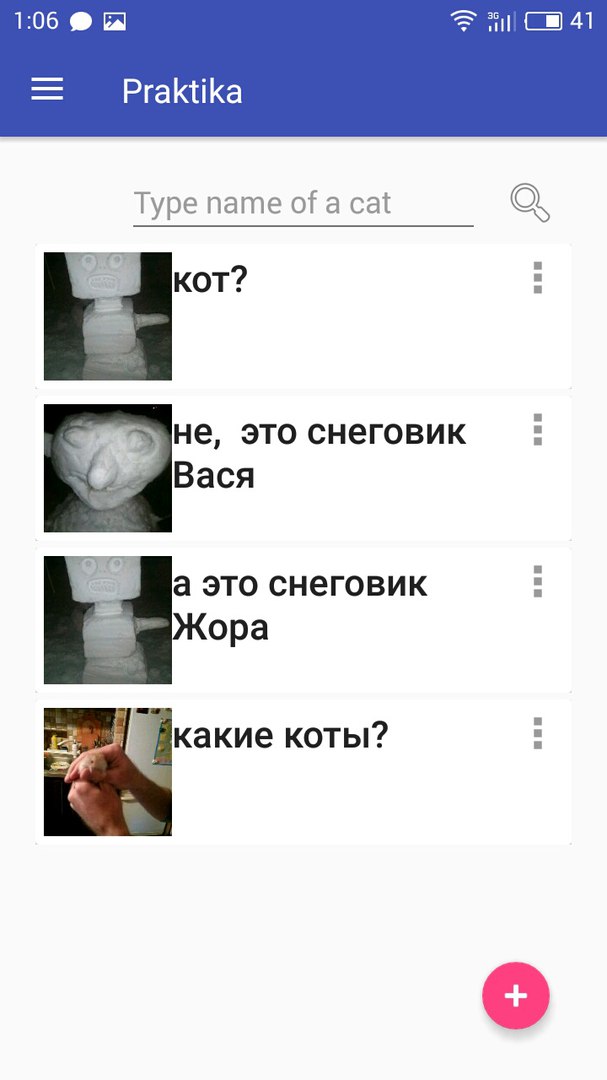 1:06 3G 41
Praktika
Type name of a cat
кот?
не, это снеговик
Вася
а это снеговик
Жора
какие коты?